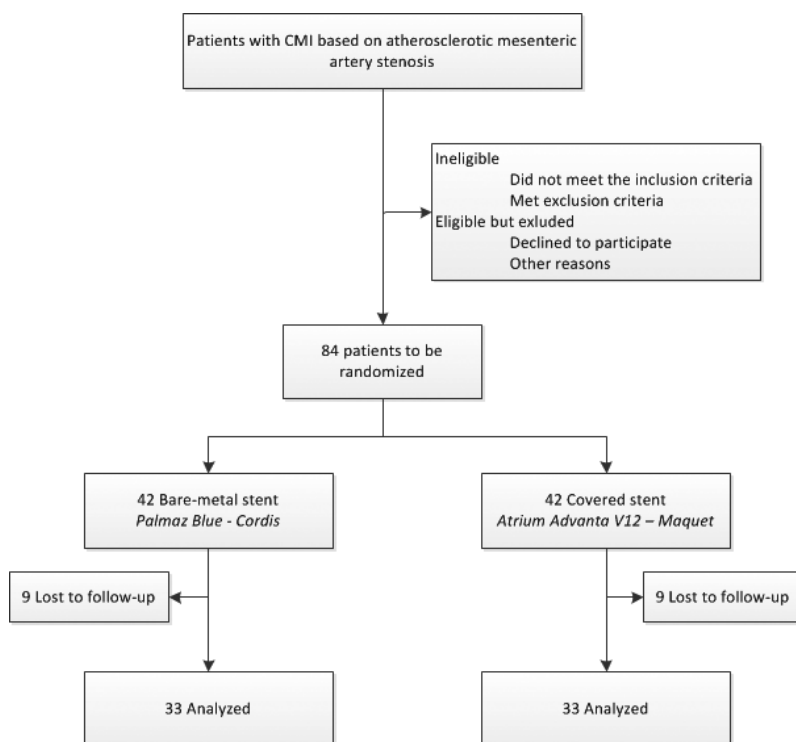 Patients with CMI based on atherosclerotic mesenteric
artery stenosis
Ineligible
Did not meet the inclusion criteria
Met exclusion criteria
Eligible but exluded
Declined to participate
Other reasons
84 patients to be
randomized
42 Bare-metal stent
Palmaz Blue - Cordis
42 Covered stent
Atrium Advanta V12 – Maquet
9 Lost to follow-up
9 Lost to follow-up
33 Analyzed
33 Analyzed